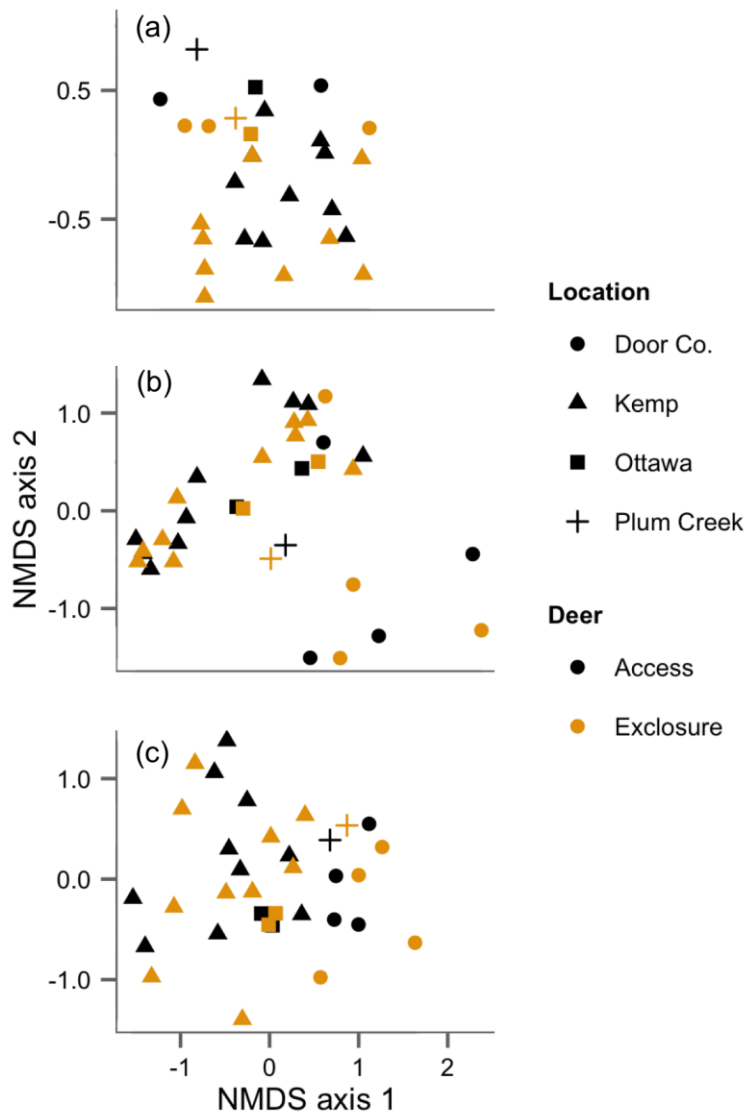 (a)
0.5
-0.5
(b)
1.0
0.0
-1.0
NMDS axis 2
(c)
1.0
0.0
-1.0
-1 0 1 2
NMDS axis 1
Location
Door Co.
Kemp
Ottawa
Plum Creek
Deer
Access
Exclosure